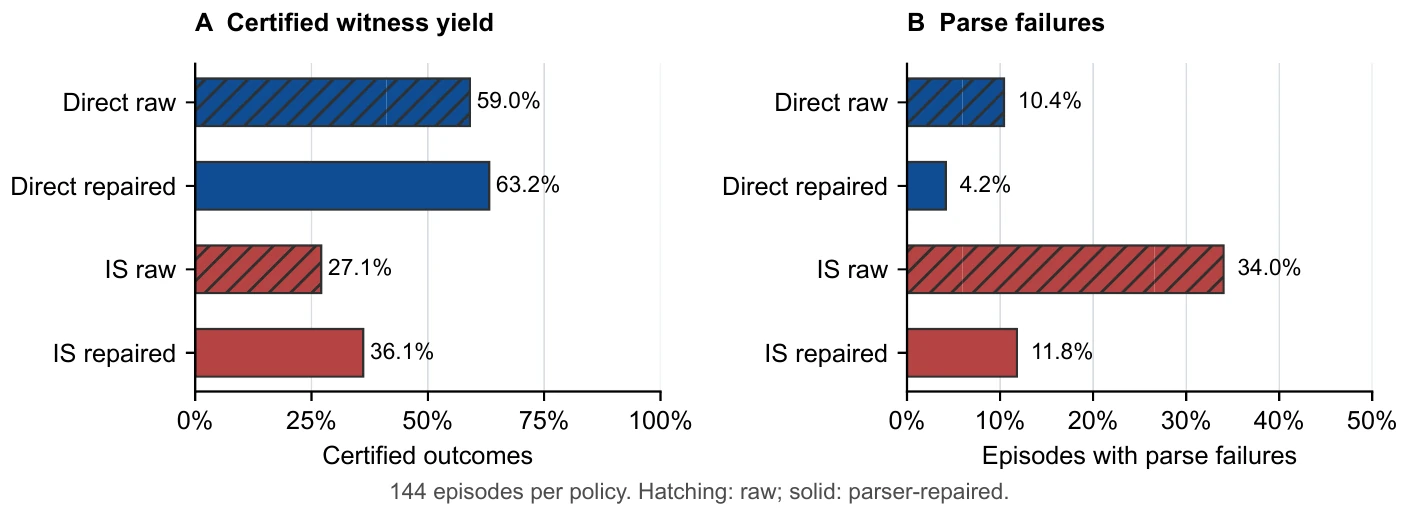 A Certified witness yield
Direct raw
59.0%
Direct repaired
63.2%
IS raw
27.1%
IS repaired
36.1%
0% 25% 50% 75% 100%
Certified outcomes
B Parse failures
Direct raw
10.4%
Direct repaired
4.2%
IS raw
34.0%
IS repaired
11.8%
0% 10% 20% 30% 40% 50%
Episodes with parse failures
144 episodes per policy. Hatching: raw; solid: parser-repaired.